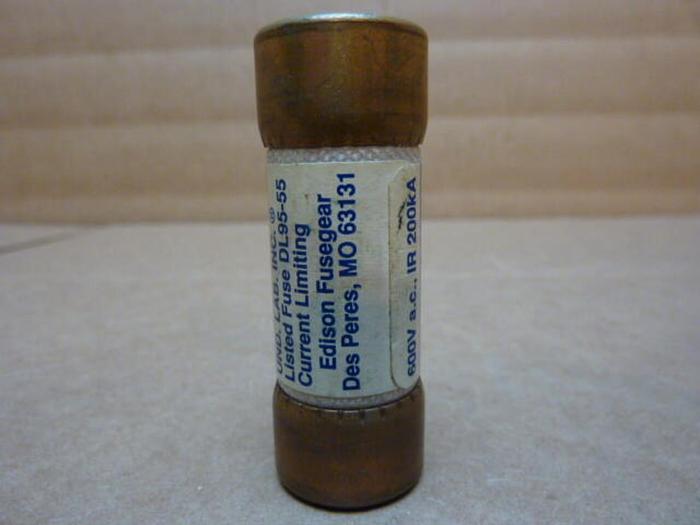 UND. LAB. INC. ®
Listed Fuse DL95-55
Current Limiting
Edison Fusegear
Des Peres, MO 63131
600V a.c., IR 200kA